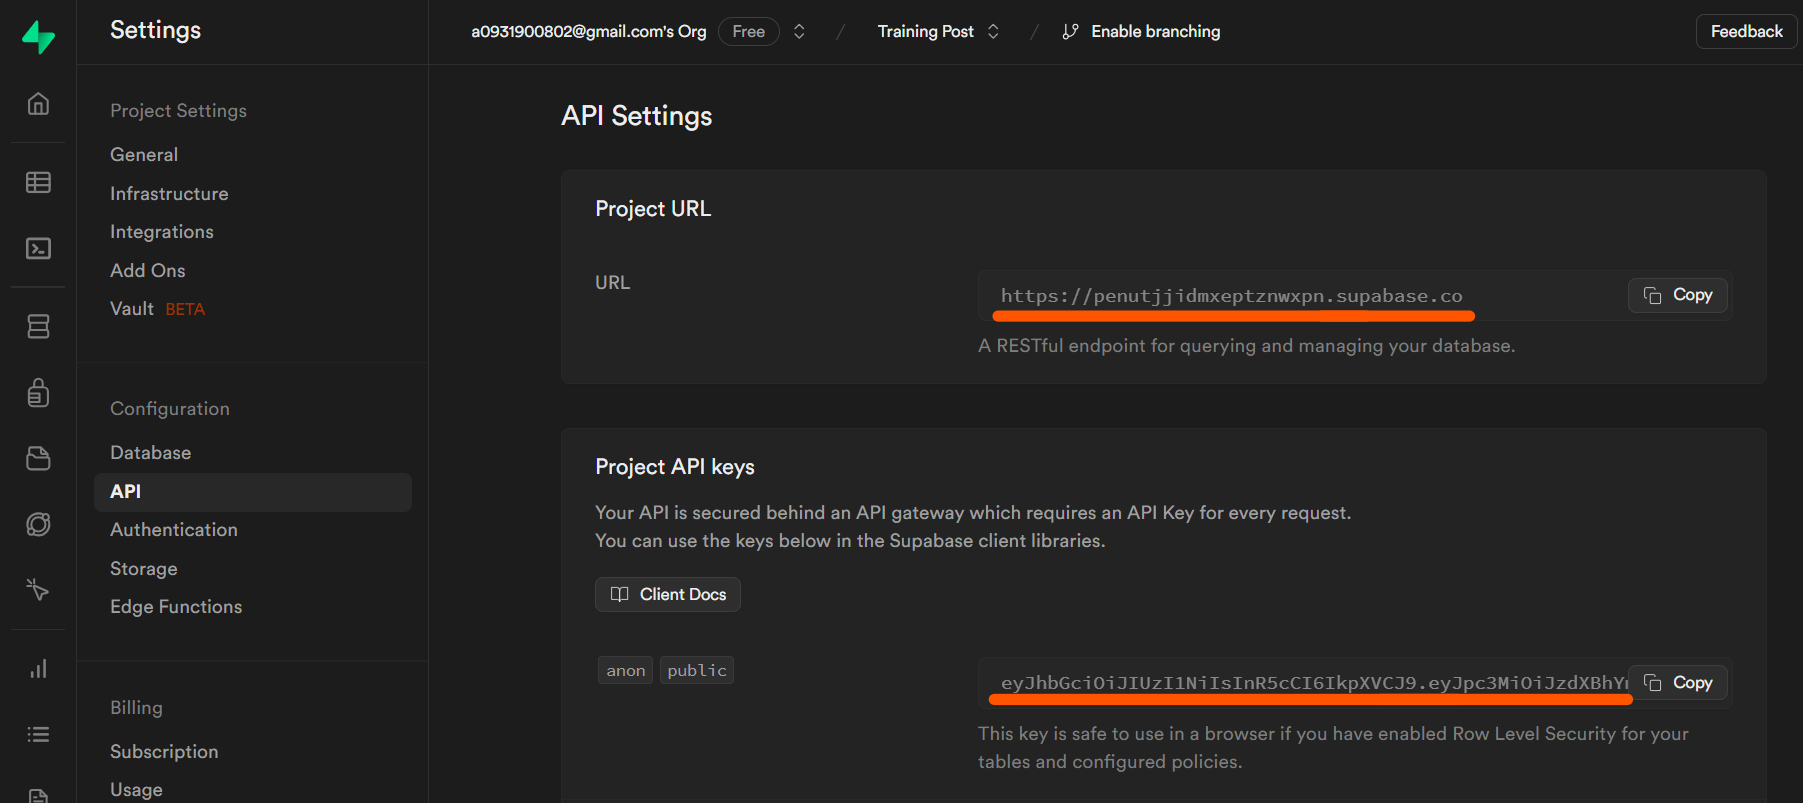 Settings
a0931900802@gmail.com's Org Free / Training Post / Enable branching Feedback
Project Settings
General
Infrastructure
Integrations
Add Ons
Vault BETA
Configuration
Database
API
Authentication
Storage
Edge Functions
Billing
Subscription
Usage
API Settings
Project URL
URL
https://penutjjidmxeptznwxpn.supabase.co Copy
A RESTful endpoint for querying and managing your database.
Project API keys
Your API is secured behind an API gateway which requires an API Key for every request.
You can use the keys below in the Supabase client libraries.
Client Docs
anon public
eyJhbGciOiJIUzI1NiIsInR5cCI6IkpXVCJ9.eyJpc3MiOiJzdXBhY Copy
This key is safe to use in a browser if you have enabled Row Level Security for your
tables and configured policies.